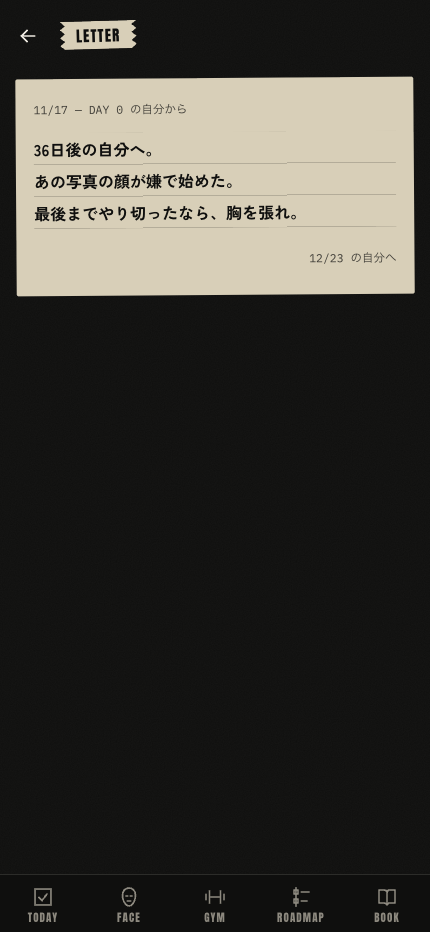 LETTER
11/17 — DAY 0 の自分から
36日後の自分へ。
あの写真の顔が嫌で始めた。
最後までやり切ったなら、胸を張れ。
12/23 の自分へ
TODAY
FACE
GYM
ROADMAP
BOOK